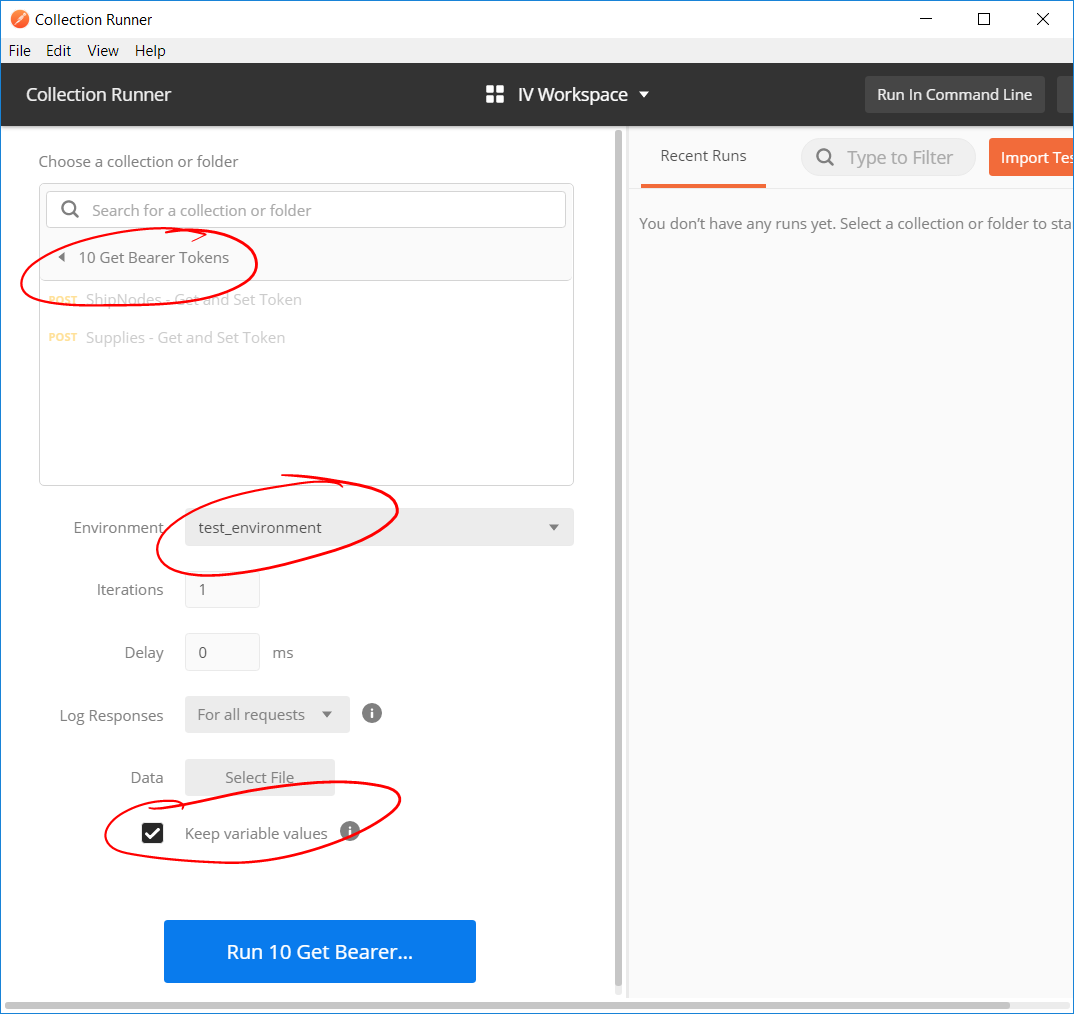 Collection Runner
File Edit View Help
Collection Runner
IV Workspace
Run In Command Line
Choose a collection or folder
Search for a collection or folder
10 Get Bearer Tokens
POST ShipNodes - Get and Set Token
POST Supplies - Get and Set Token
Environment test_environment
Iterations 1
Delay 0 ms
Log Responses For all requests
Data Select File
Keep variable values
Run 10 Get Bearer...
Recent Runs
Type to Filter
Import Tes
You don't have any runs yet. Select a collection or folder to sta